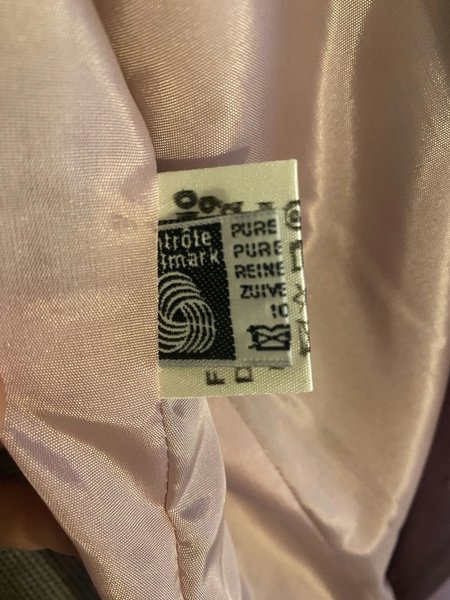 ntrôle
tmark
PURE
PURE
REINE
ZUIVE
10